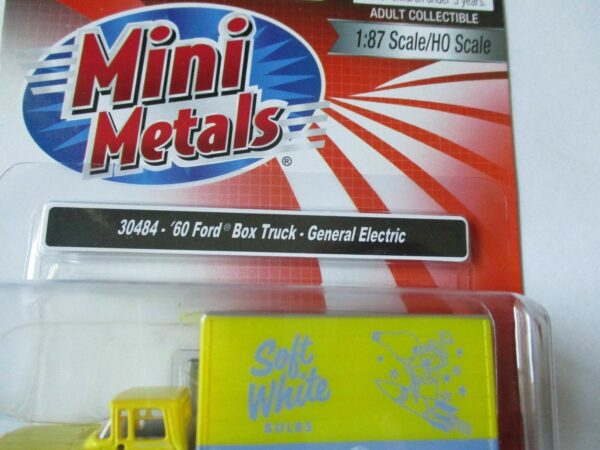 ADULT COLLECTIBLE
1:87 Scale/HO Scale
Mini
Metals®
30484 - '60 Ford® Box Truck - General Electric
Soft
White
BULBS